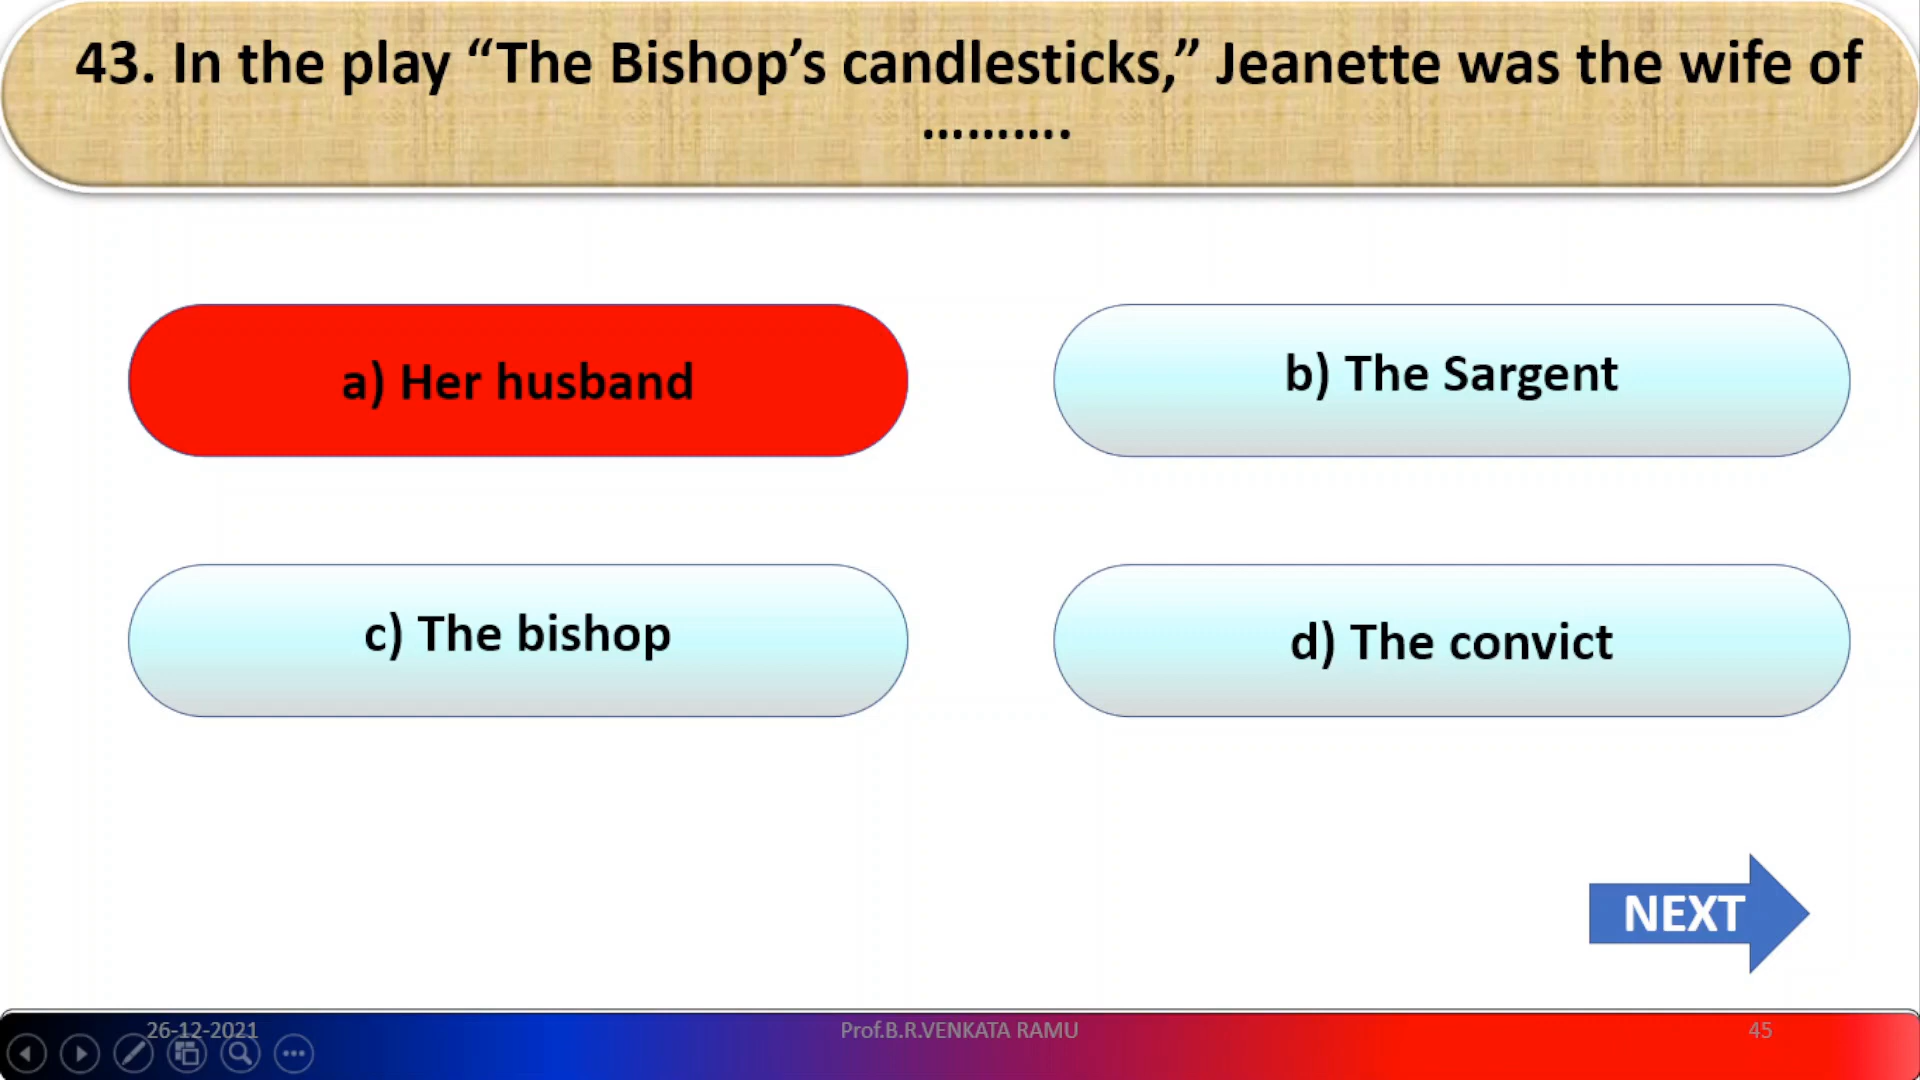 43. In the play “The Bishop’s candlesticks,” Jeanette was the wife of
..........
a) Her husband
b) The Sargent
c) The bishop
d) The convict
NEXT
26-12-2021
Prof.B.R.VENKATA RAMU
45